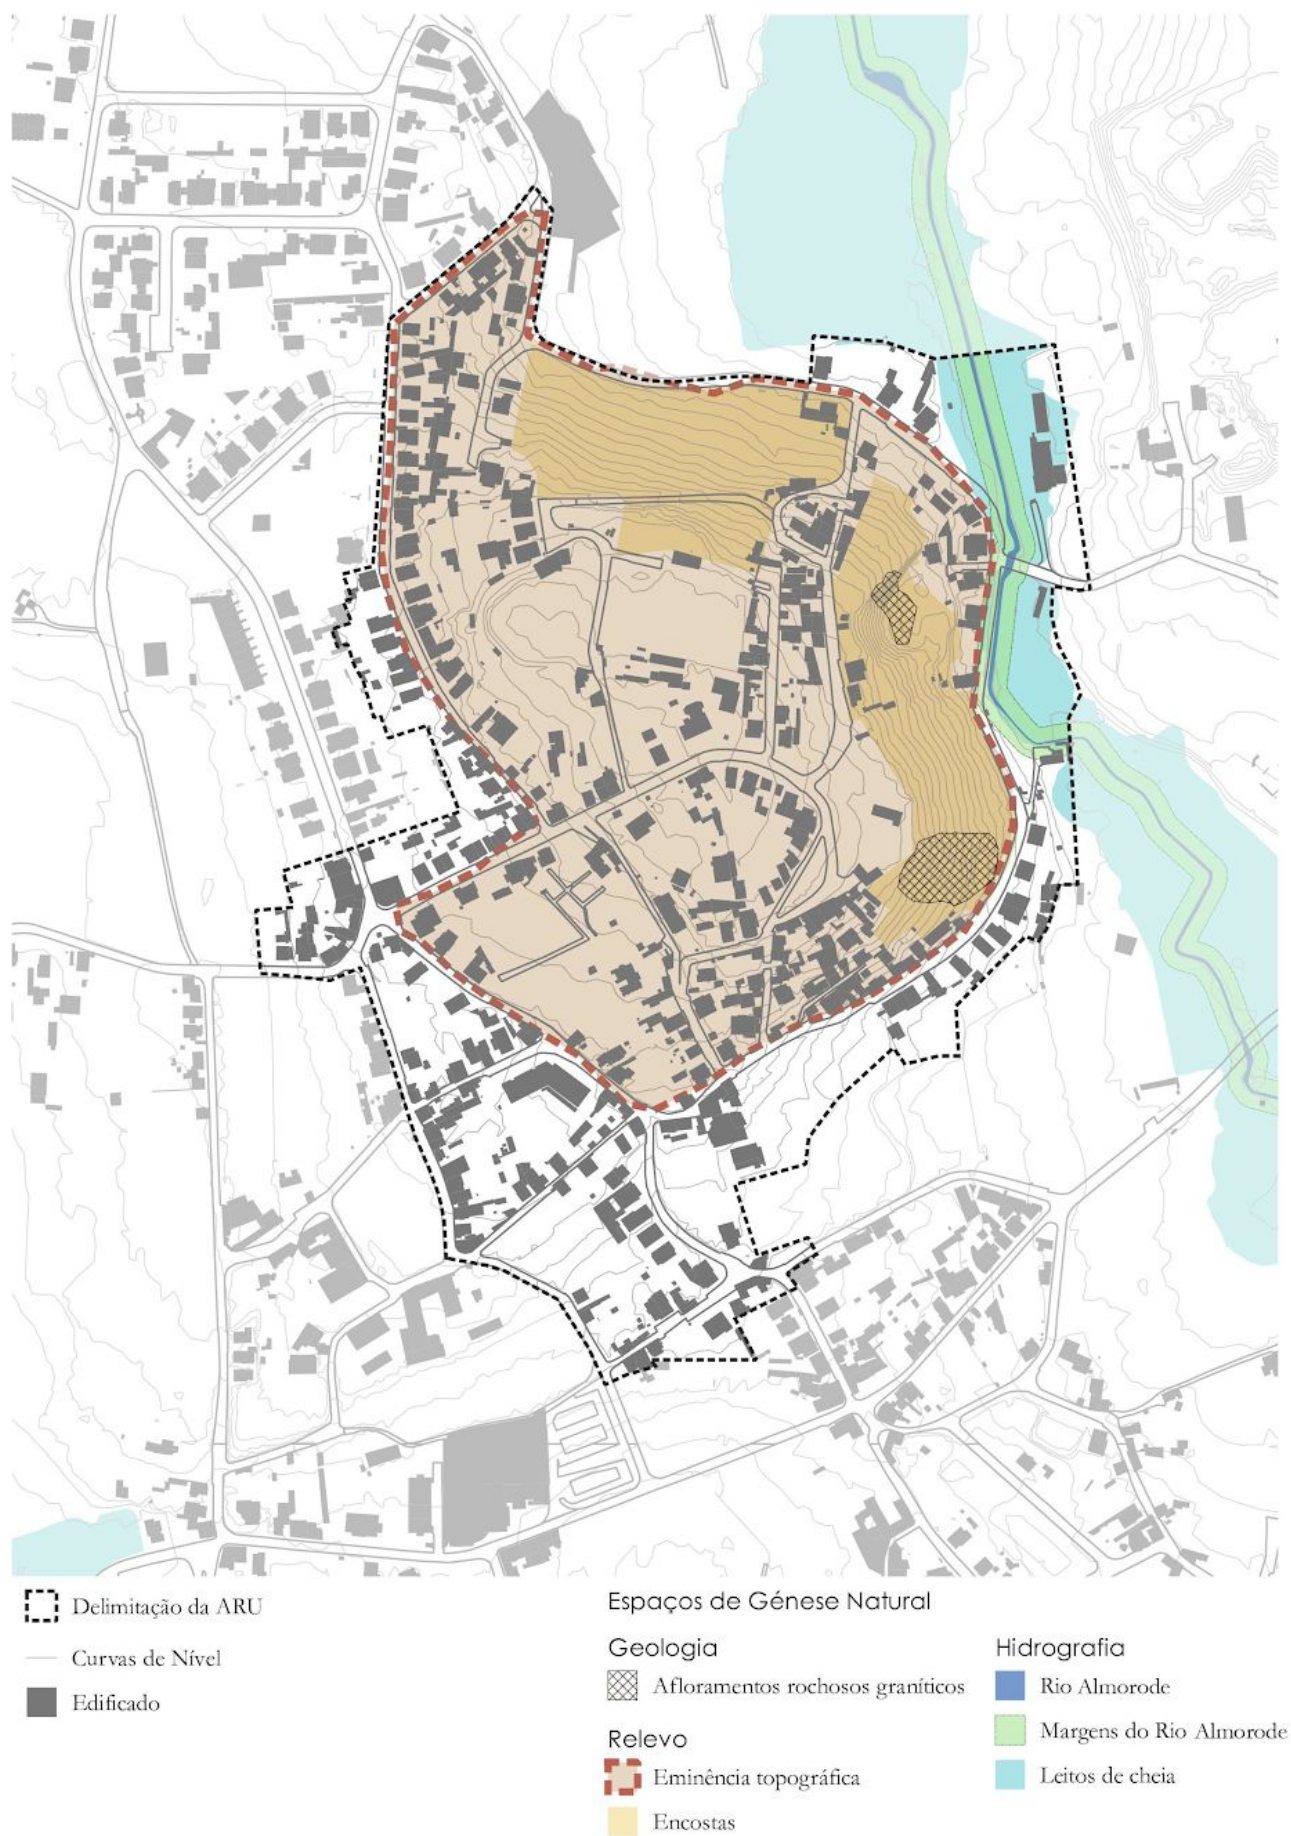 Delimitação da ARU
Curvas de Nível
Edificado
Espaços de Génese Natural
Geologia
Afloramentos rochosos graníticos
Relevo
Eminência topográfica
Encostas
Hidrografia
Rio Almorode
Margens do Rio Almorode
Leitos de cheia